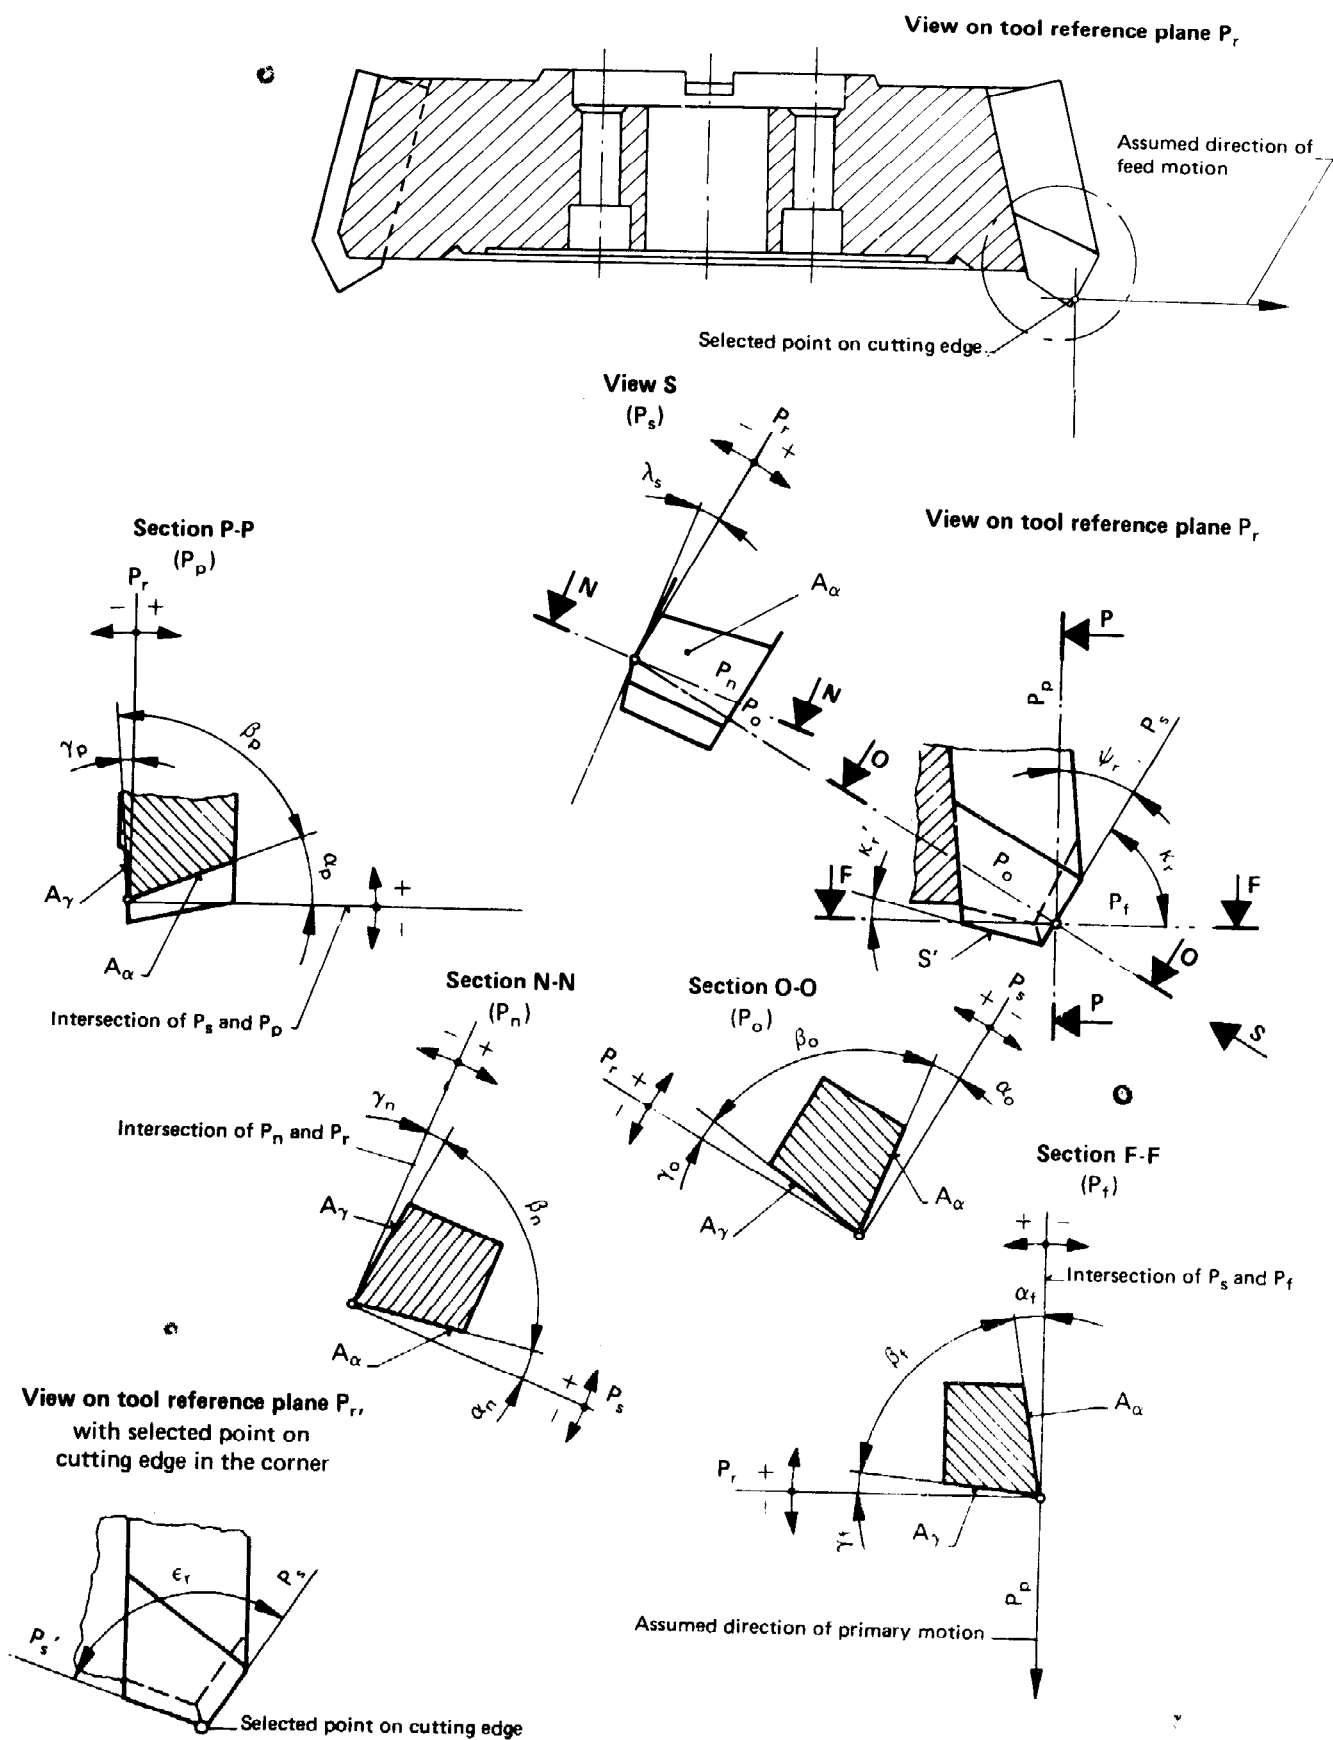 View on tool reference plane Pr
Assumed direction of
feed motion
Selected point on cutting edge
View S
(Ps)
Pr
− +
λs
N
Aα
Pn
Po
N
Section P-P
(Pp)
Pr
− +
βp
γp
αp
Aγ
+
−
Aα
Intersection of Ps and Pp
View on tool reference plane Pr
P
Pp
Ps
ψr
O
κr'
κr
F
Po
Pf
F
S'
O
P
S
Section N-N
(Pn)
− +
γn
Intersection of Pn and Pr
Aγ
βn
Aα
αn
+
−
Ps
Section O-O
(Po)
Ps
+ −
βo
Pr
+
−
αo
γo
Aγ
Aα
Section F-F
(Pf)
+ −
Intersection of Ps and Pf
αf
βf
Aα
Pr
+
−
γf
Aγ
Pp
Assumed direction of primary motion
View on tool reference plane Pr,
with selected point on
cutting edge in the corner
εr
Ps
Ps'
Selected point on cutting edge